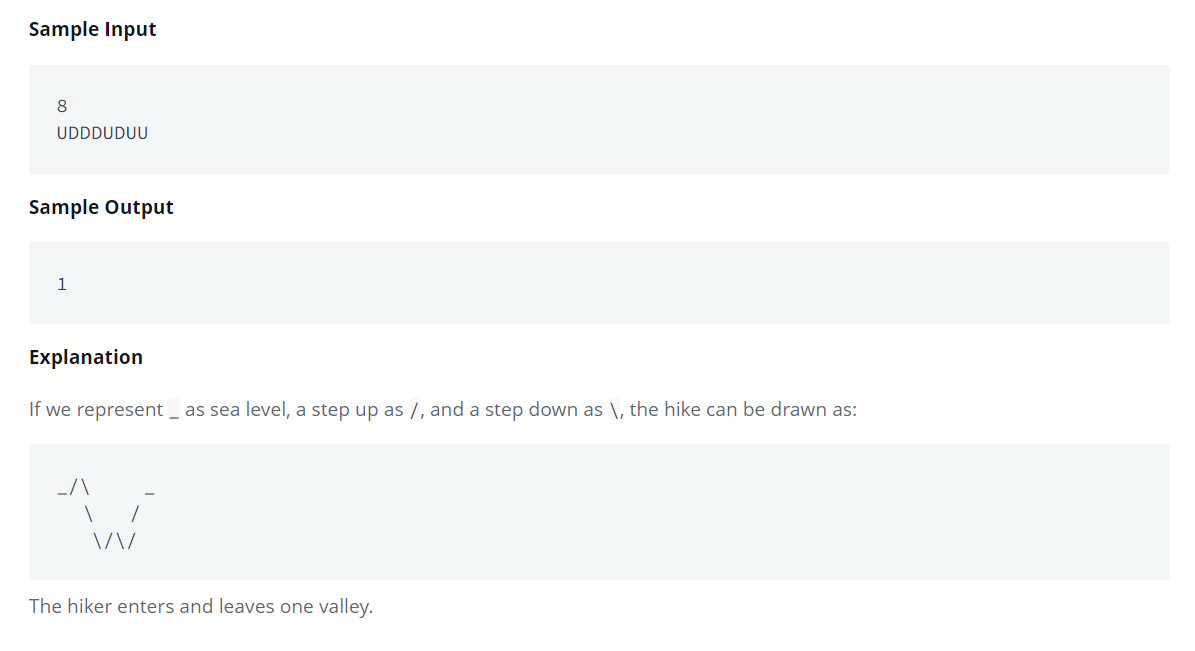 Sample Input
8
UDDDUDUU
Sample Output
1
Explanation
If we represent _ as sea level, a step up as /, and a step down as \, the hike can be drawn as:
_/\      _
   \    /
    \/\/
The hiker enters and leaves one valley.